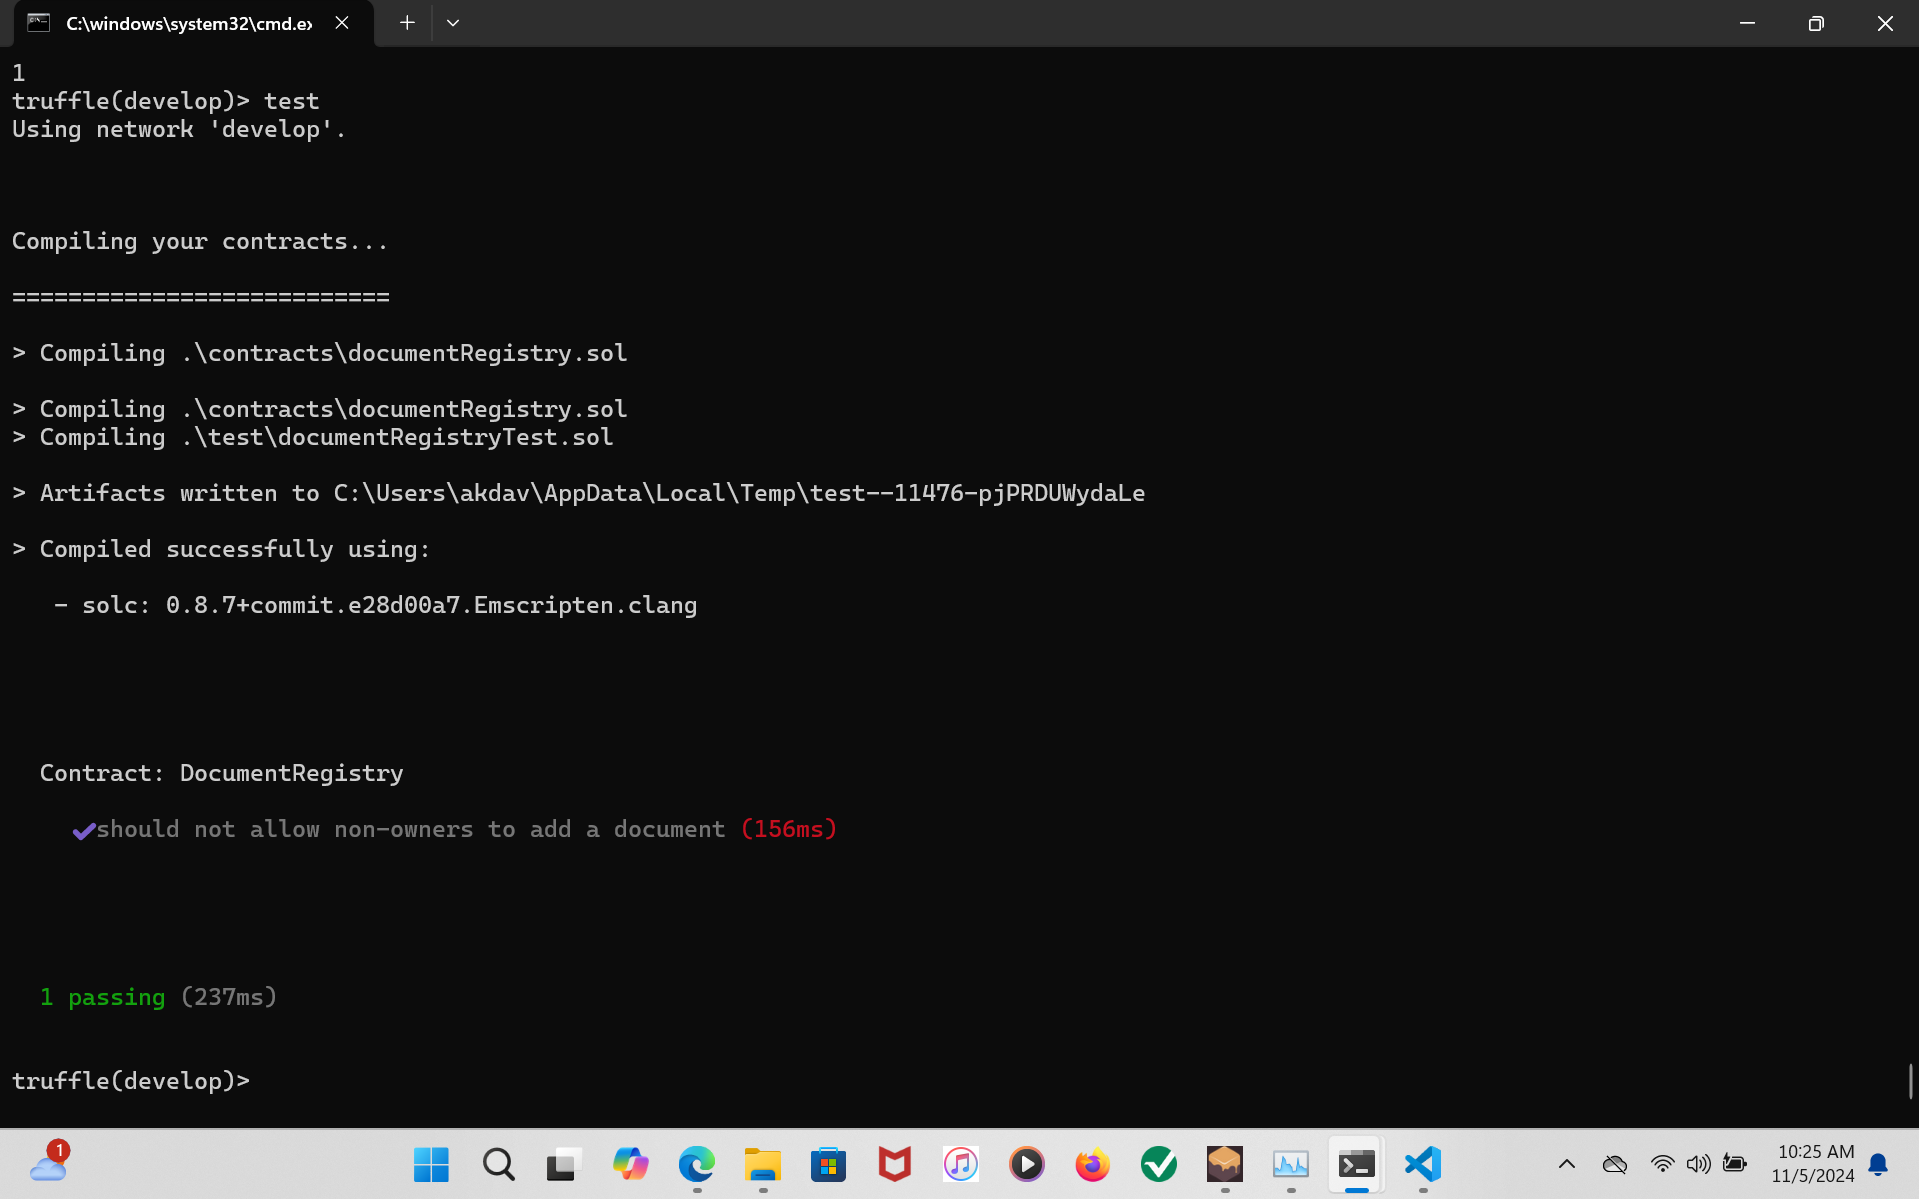 C:\windows\system32\cmd.ex
1
truffle(develop)> test
Using network 'develop'.
Compiling your contracts...
===========================
> Compiling .\contracts\documentRegistry.sol
> Compiling .\contracts\documentRegistry.sol
> Compiling .\test\documentRegistryTest.sol
> Artifacts written to C:\Users\akdav\AppData\Local\Temp\test--11476-pjPRDUWydaLe
> Compiled successfully using:
- solc: 0.8.7+commit.e28d00a7.Emscripten.clang
Contract: DocumentRegistry
✔should not allow non-owners to add a document (156ms)
1 passing (237ms)
truffle(develop)>
1
10:25 AM
11/5/2024